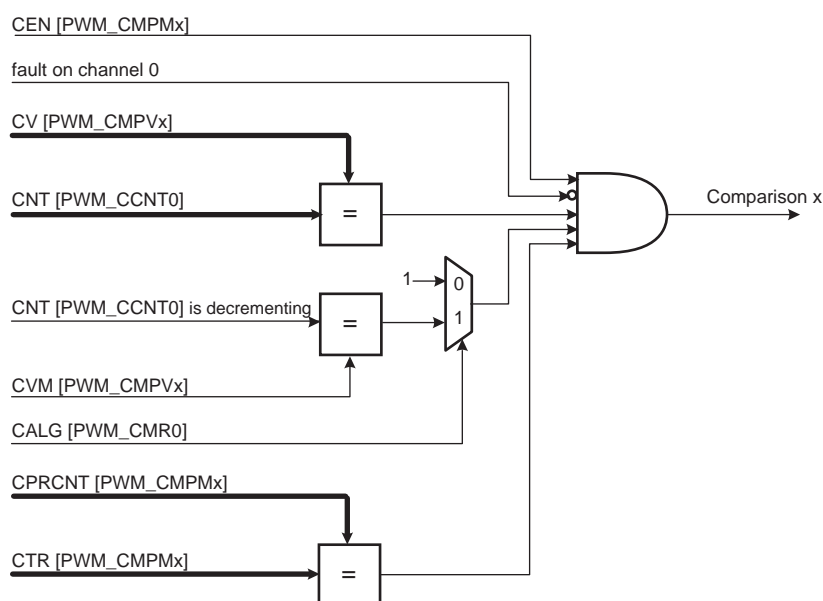 CEN [PWM_CMPMx]
fault on channel 0
CV [PWM_CMPVx]
CNT [PWM_CCNT0]
=
Comparison x
1
0
CNT [PWM_CCNT0] is decrementing
=
1
CVM [PWM_CMPVx]
CALG [PWM_CMR0]
CPRCNT [PWM_CMPMx]
CTR [PWM_CMPMx]
=